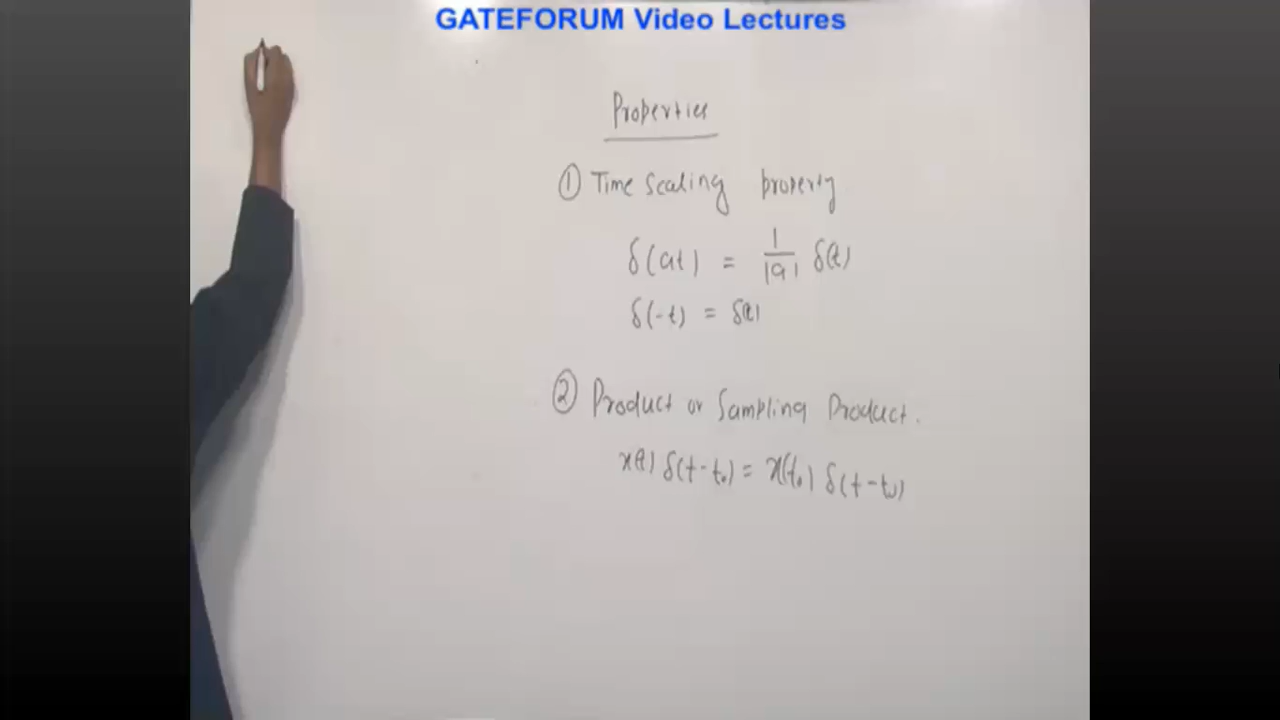 GATEFORUM Video Lectures
Properties
① Time Scaling property
δ(at) = 1/|a| δ(t)
δ(-t) = δ(t)
② Product or Sampling Product.
x(t) δ(t-t₀) = x(t₀) δ(t-t₀)